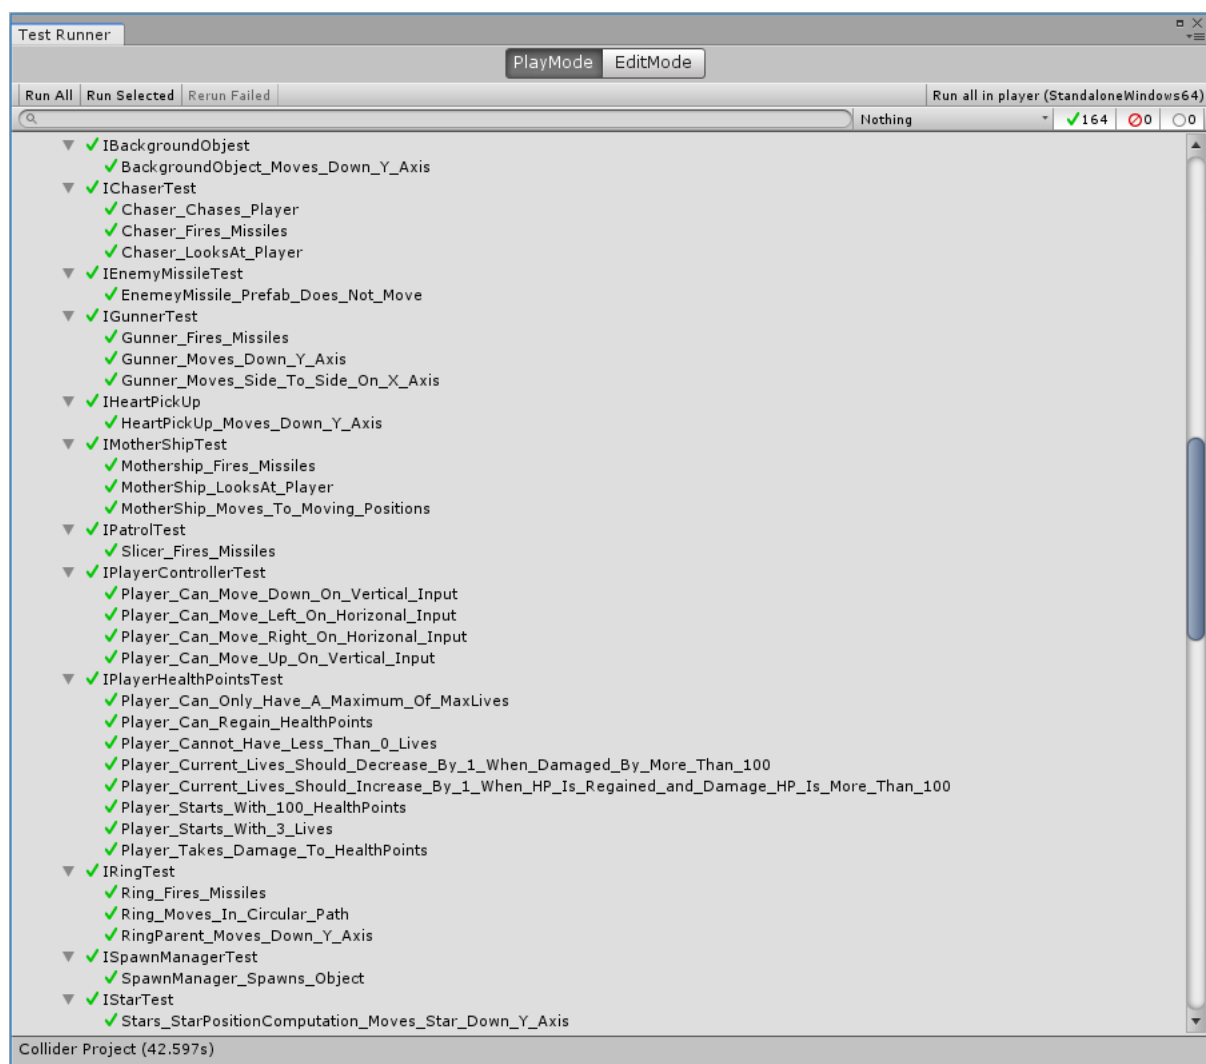 Test Runner
PlayMode EditMode
Run All Run Selected Rerun Failed Run all in player (StandaloneWindows64)
Nothing 164 0 0
IBackgroundObjest
BackgroundObject_Moves_Down_Y_Axis
IChaserTest
Chaser_Chases_Player
Chaser_Fires_Missiles
Chaser_LooksAt_Player
IEnemyMissileTest
EnemeyMissile_Prefab_Does_Not_Move
IGunnerTest
Gunner_Fires_Missiles
Gunner_Moves_Down_Y_Axis
Gunner_Moves_Side_To_Side_On_X_Axis
IHeartPickUp
HeartPickUp_Moves_Down_Y_Axis
IMotherShipTest
Mothership_Fires_Missiles
MotherShip_LooksAt_Player
MotherShip_Moves_To_Moving_Positions
IPatrolTest
Slicer_Fires_Missiles
IPlayerControllerTest
Player_Can_Move_Down_On_Vertical_Input
Player_Can_Move_Left_On_Horizonal_Input
Player_Can_Move_Right_On_Horizonal_Input
Player_Can_Move_Up_On_Vertical_Input
IPlayerHealthPointsTest
Player_Can_Only_Have_A_Maximum_Of_MaxLives
Player_Can_Regain_HealthPoints
Player_Cannot_Have_Less_Than_0_Lives
Player_Current_Lives_Should_Decrease_By_1_When_Damaged_By_More_Than_100
Player_Current_Lives_Should_Increase_By_1_When_HP_Is_Regained_and_Damage_HP_Is_More_Than_100
Player_Starts_With_100_HealthPoints
Player_Starts_With_3_Lives
Player_Takes_Damage_To_HealthPoints
IRingTest
Ring_Fires_Missiles
Ring_Moves_In_Circular_Path
RingParent_Moves_Down_Y_Axis
ISpawnManagerTest
SpawnManager_Spawns_Object
IStarTest
Stars_StarPositionComputation_Moves_Star_Down_Y_Axis
Collider Project (42.597s)